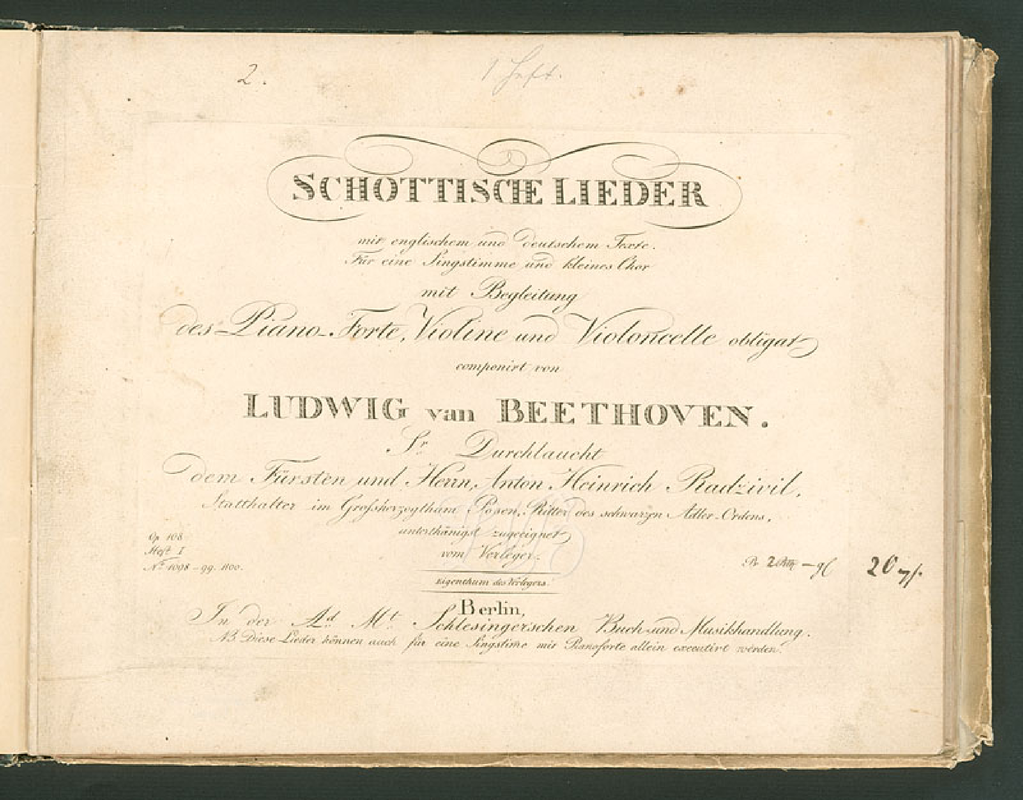 2. 1 Heft.
SCHOTTISCHE LIEDER
mit englischem und deutschem Texte.
Für eine Singstimme und kleines Chor
mit Begleitung
des Piano-Forte, Violine und Violoncelle obligat
componirt von
LUDWIG van BEETHOVEN.
Sr. Durchlaucht
dem Fürsten und Herrn, Anton Heinrich Radzivil,
Statthalter im Grofsherzogthum Posen, Ritter des schwarzen Adler-Ordens,
unterthänigst zugeeignet
vom Verleger.
Op. 108.
Heft I
No. 1098-99. 1100.
Eigenthum des Verlegers.
Berlin,
In der Ad. Mt. Schlesingerschen Buch-und Musikhandlung.
NB. Diese Lieder können auch für eine Singstime mit Pianoforte allein executirt werden.